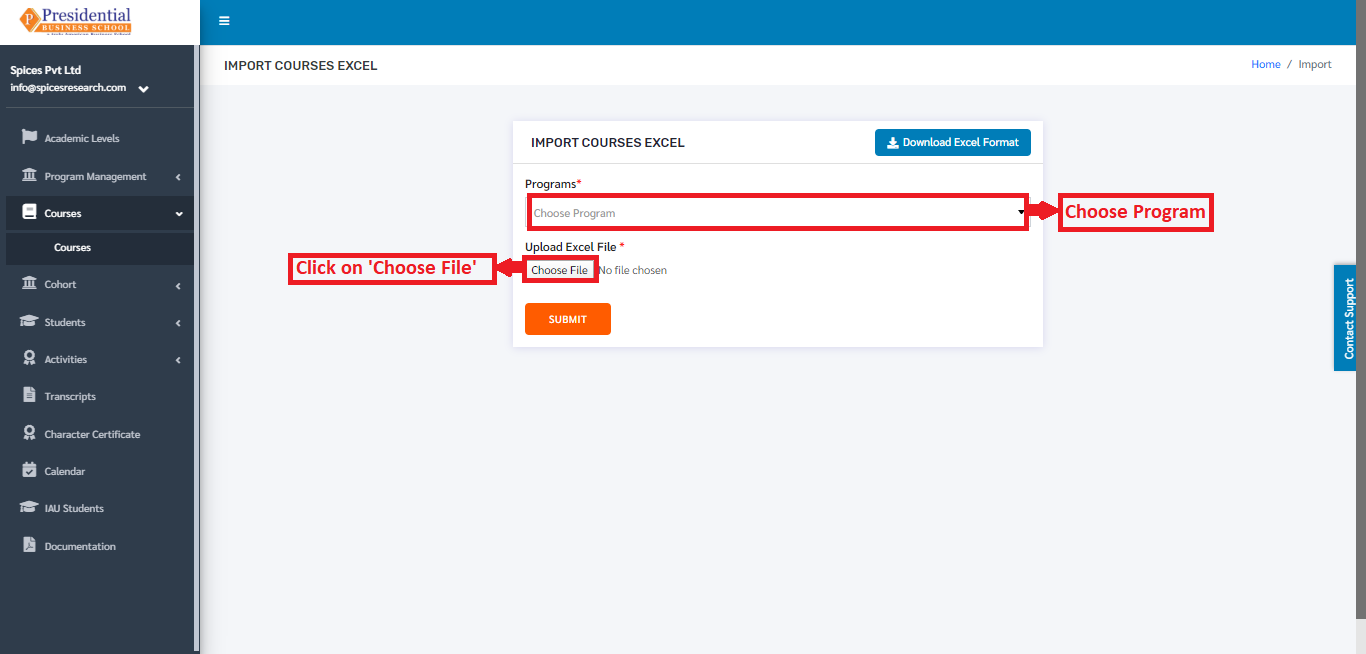 Presidential
BUSINESS SCHOOL
IMPORT COURSES EXCEL
Home / Import
Spices Pvt Ltd
info@spicesresearch.com
Academic Levels
Program Management
Courses
Courses
Cohort
Students
Activities
Transcripts
Character Certificate
Calendar
IAU Students
Documentation
IMPORT COURSES EXCEL
Download Excel Format
Programs*
Choose Program
Choose Program
Upload Excel File *
Click on 'Choose File'
Choose File No file chosen
SUBMIT
Contact Support